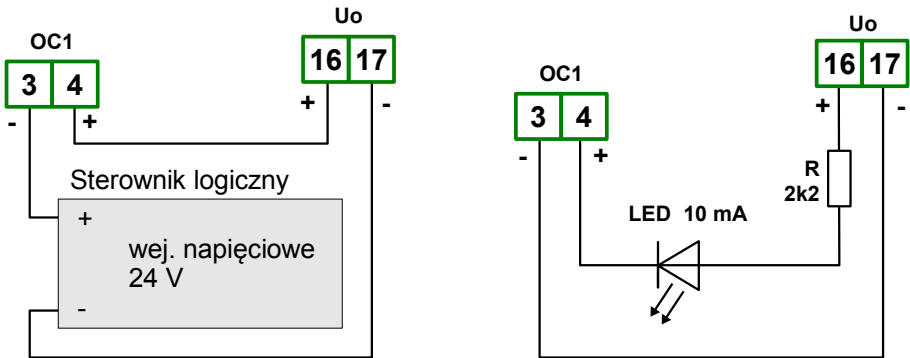 OC1
3 4
- +
Uo
16 17
+ -
Sterownik logiczny
+
wej. napięciowe
24 V
-
Uo
16 17
+ -
OC1
3 4
- +
R
2k2
LED 10 mA